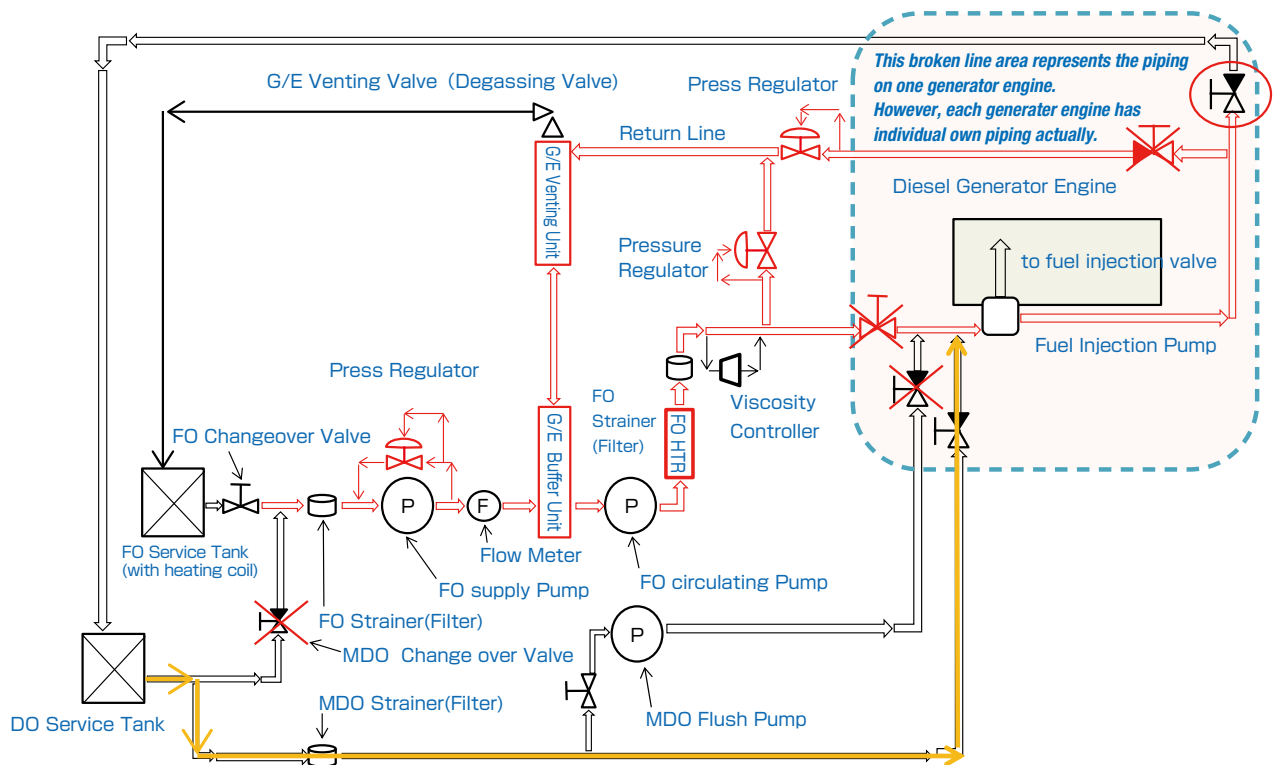 This broken line area represents the piping
on one generator engine.
However, each generater engine has
individual own piping actually.
G/E Venting Valve (Degassing Valve)
Press Regulator
Return Line
G/E Venting Unit
Diesel Generator Engine
Pressure
Regulator
to fuel injection valve
Fuel Injection Pump
Press Regulator
FO
Strainer
(Filter)
FO HTR
Viscosity
Controller
FO Changeover Valve
G/E Buffer Unit
P
F
P
FO Service Tank
(with heating coil)
Flow Meter
FO supply Pump
FO circulating Pump
FO Strainer(Filter)
P
MDO Change over Valve
DO Service Tank
MDO Strainer(Filter)
MDO Flush Pump